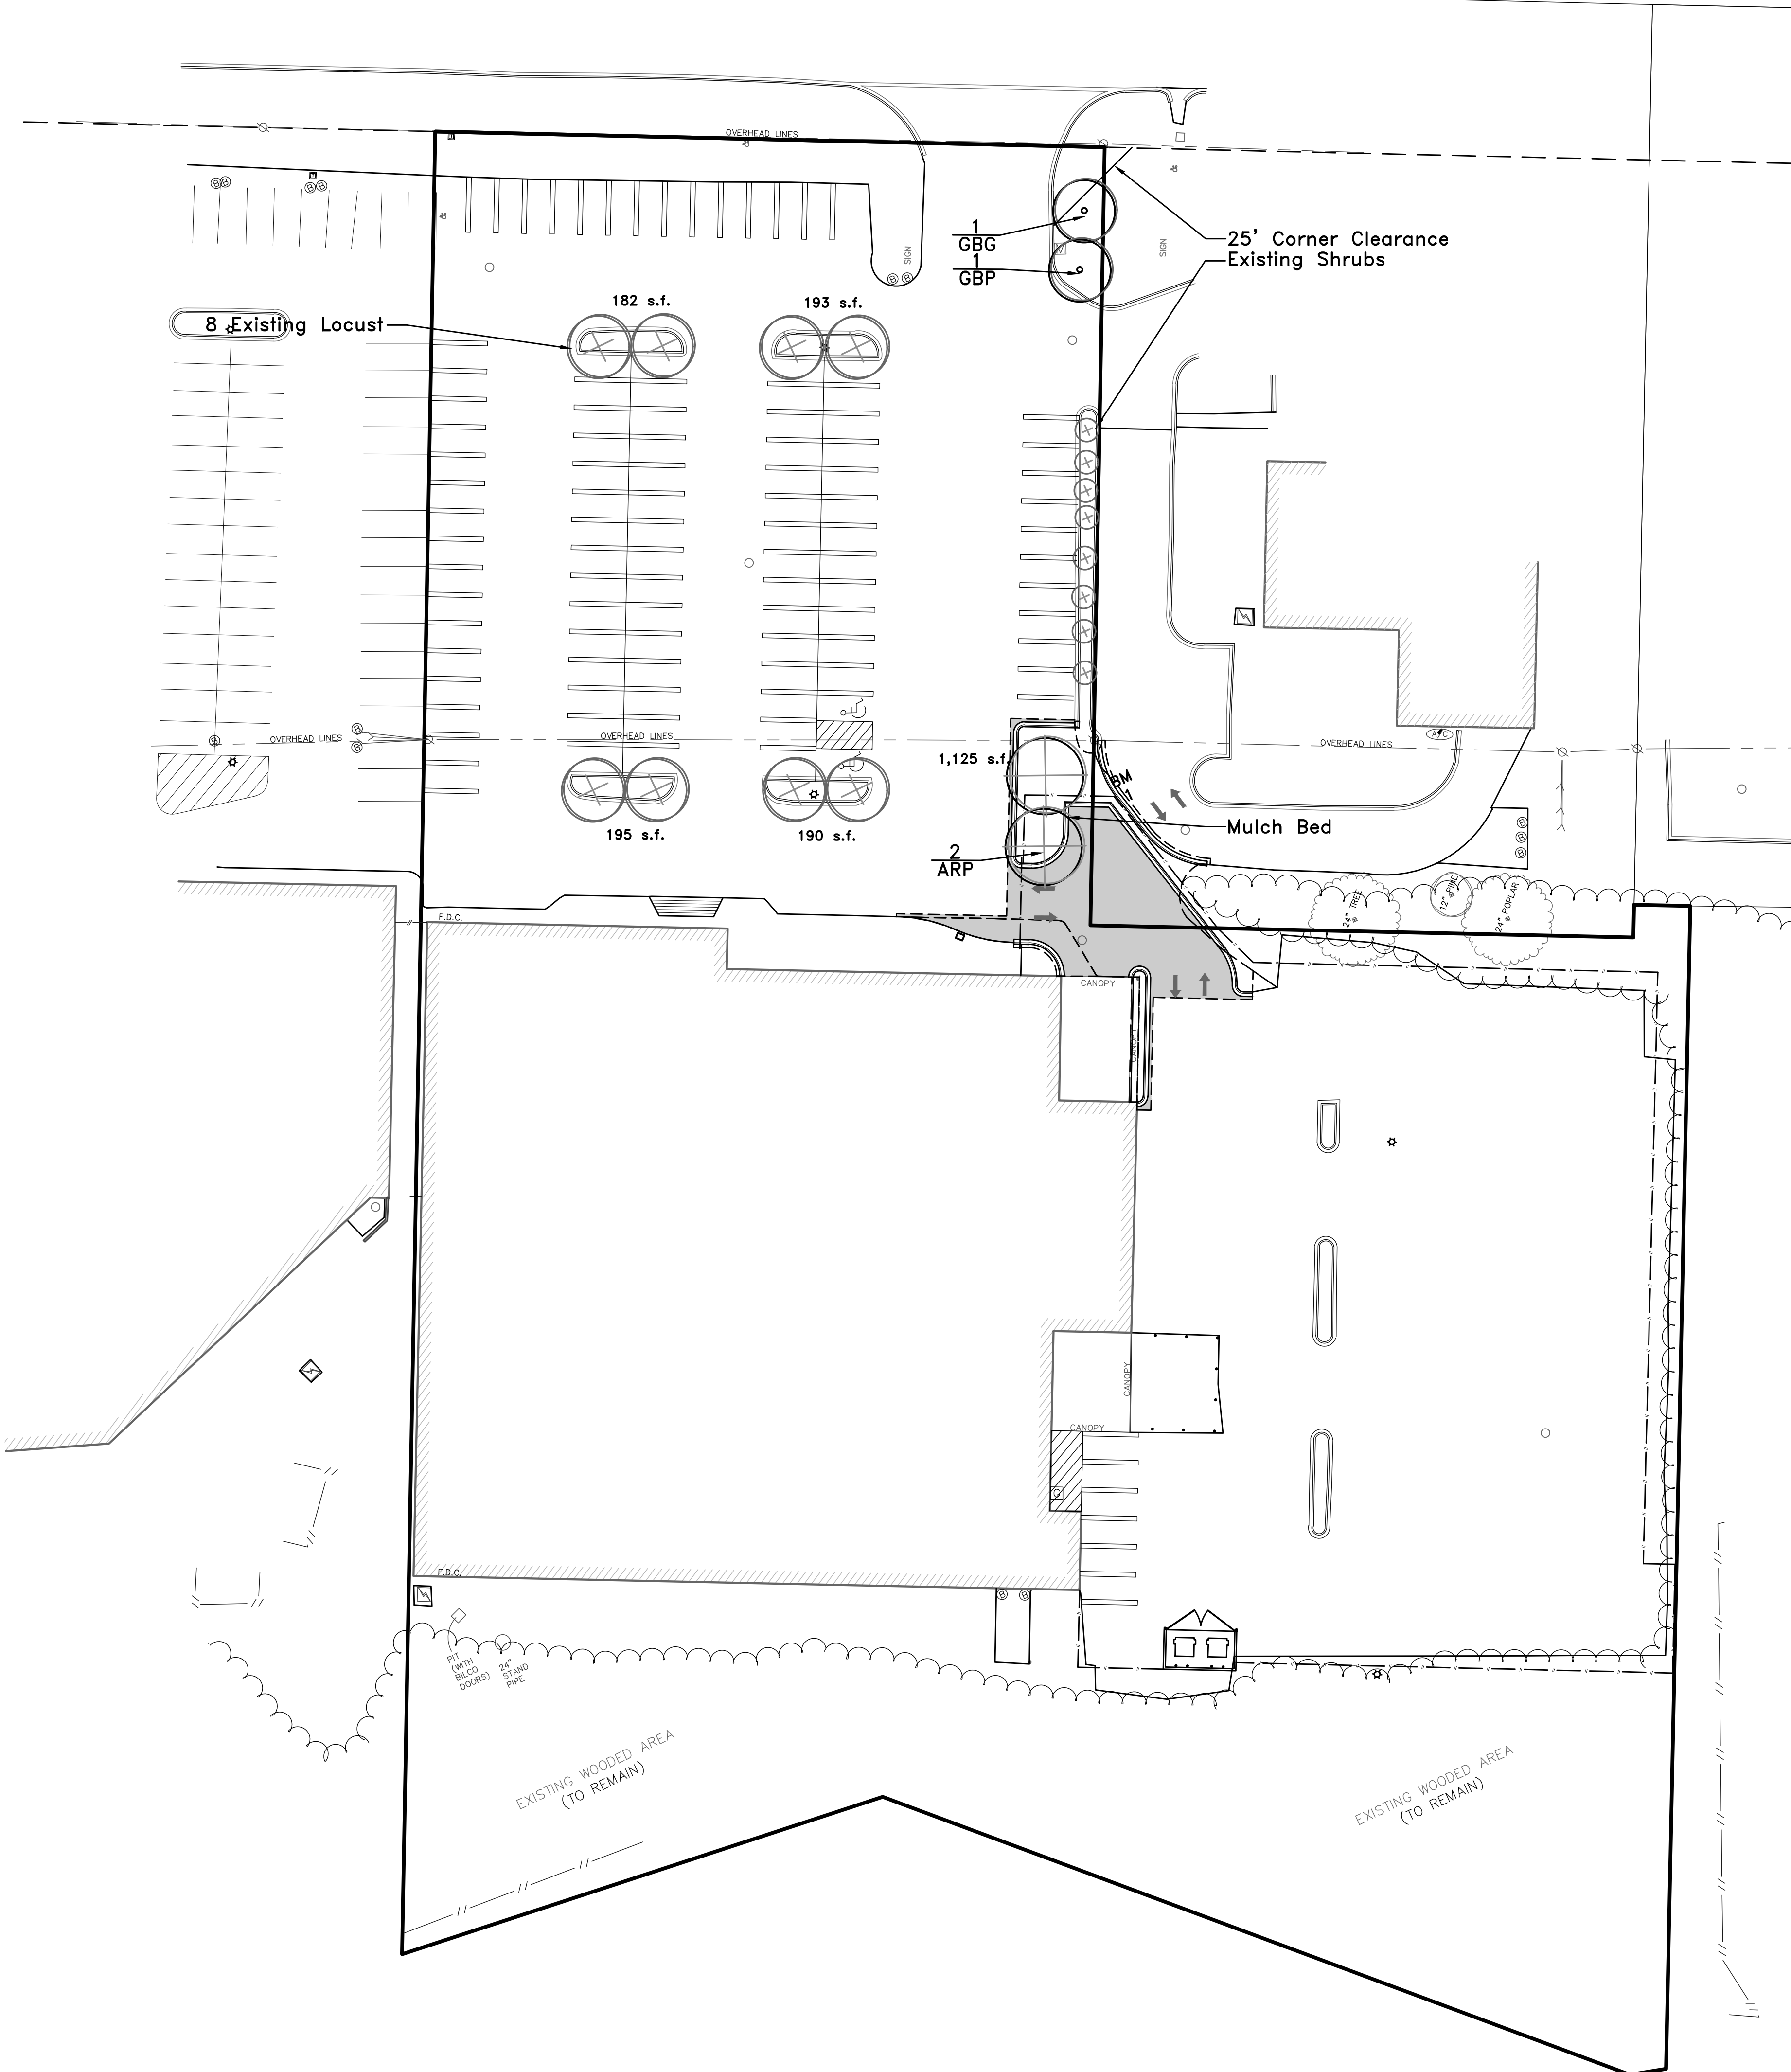 OVERHEAD LINES
1
GBG
1
GBP
SIGN
SIGN
25' Corner Clearance
Existing Shrubs
182 s.f.
193 s.f.
8 Existing Locust
OVERHEAD LINES
OVERHEAD LINES
OVERHEAD LINES
A/C
1,125 s.f.
BM
195 s.f.
190 s.f.
Mulch Bed
2
ARP
24" TREE
12" PINE
24" POPLAR
F.D.C.
CANOPY
CANOPY
CANOPY
CANOPY
G
F.D.C.
PIT
(WITH
BILCO
DOORS)
24"
STAND
PIPE
EXISTING WOODED AREA
(TO REMAIN)
EXISTING WOODED AREA
(TO REMAIN)